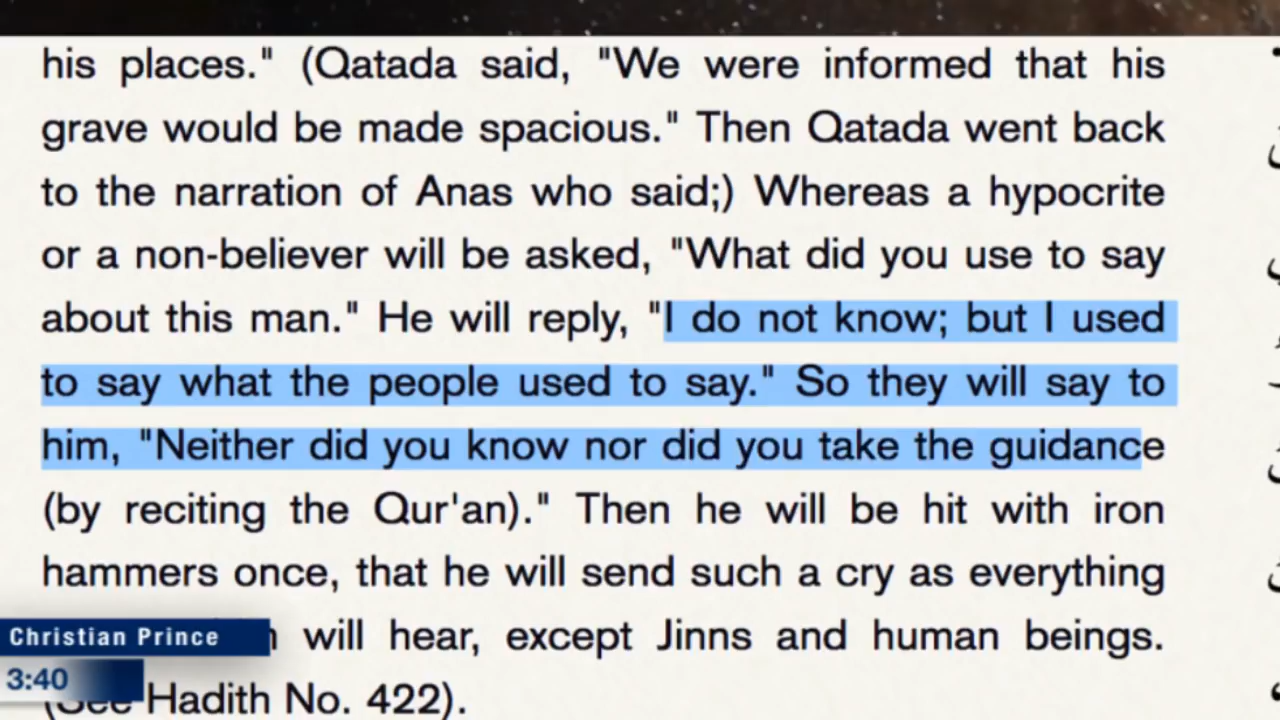 his places." (Qatada said, "We were informed that his
grave would be made spacious." Then Qatada went back
to the narration of Anas who said;) Whereas a hypocrite
or a non-believer will be asked, "What did you use to say
about this man." He will reply, "I do not know; but I used
to say what the people used to say." So they will say to
him, "Neither did you know nor did you take the guidance
(by reciting the Qur'an)." Then he will be hit with iron
hammers once, that he will send such a cry as everything
will hear, except Jinns and human beings.
Christian Prince
3:40
(See Hadith No. 422).